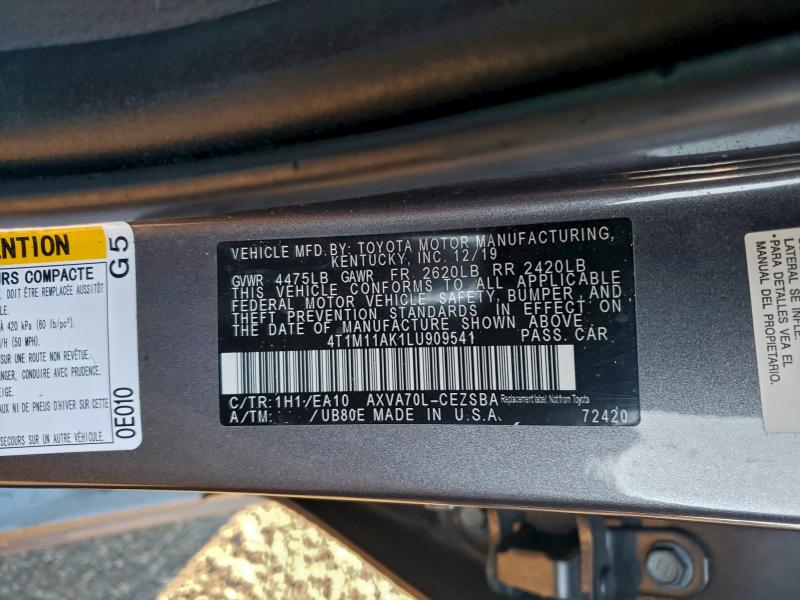 VEHICLE MFD. BY: TOYOTA MOTOR MANUFACTURING,
KENTUCKY, INC. 12/19
GVWR 4475LB GAWR FR 2620LB RR 2420LB
THIS VEHICLE CONFORMS TO ALL APPLICABLE
FEDERAL MOTOR VEHICLE SAFETY, BUMPER, AND
THEFT PREVENTION STANDARDS IN EFFECT ON
THE DATE OF MANUFACTURE SHOWN ABOVE.
4T1M11AK1LU909541 PASS. CAR
C/TR: 1H1/EA10 AXVA70L-CEZSBA Replacement label: Not from Toyota
A/TM: /UB80E MADE IN U.S.A. 72420
NTION
URS COMPACTE
DOIT ÊTRE REMPLACÉE AUSSITÔT
LE.
À 420 kPa (60 lb/po²).
/H (50 MPH).
SUR UNE ROUTE NON REVÊTUE.
ANGER, CONDUIRE AVEC PRUDENCE.
AUX NI DE PNEUS D'HIVER SUR CETTE
SECOURS SUR UN AUTRE VÉHICULE.
G5
0E010
LATERAL. SE I
PARA DETALLES VEA
MANUAL DEL
PROPIETARIO.